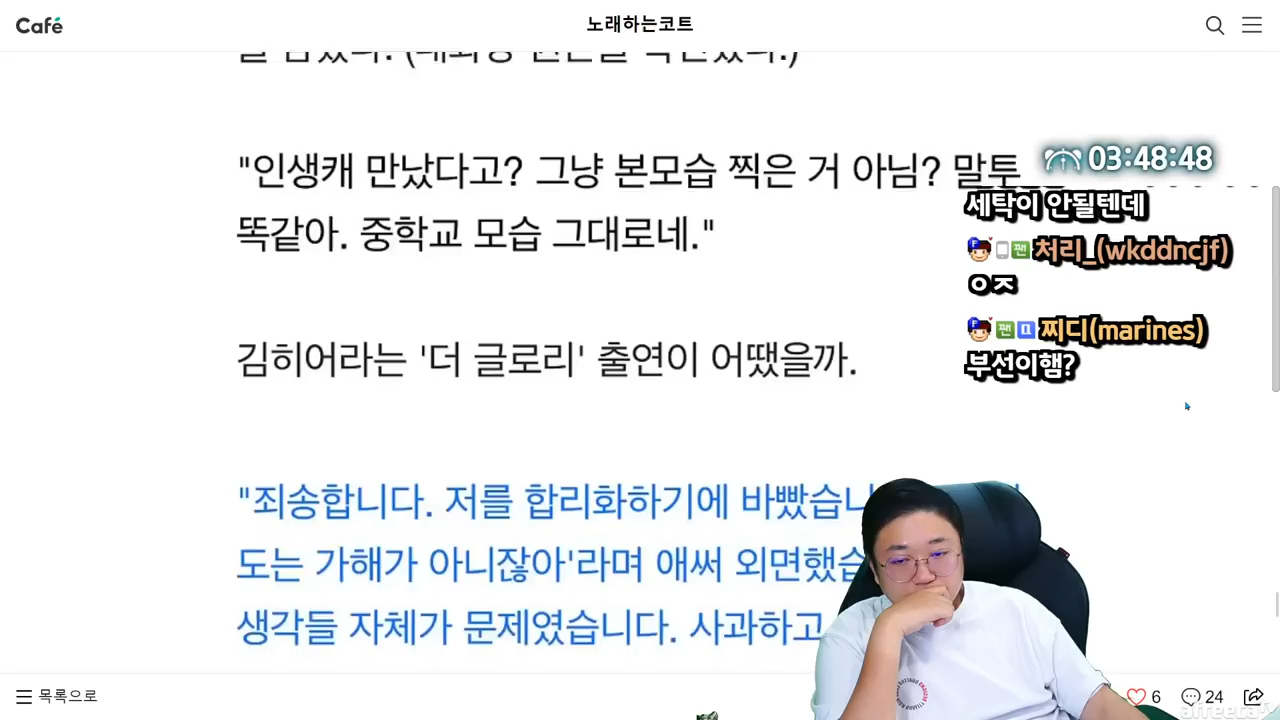 Café
노래하는코트
"인생캐 만났다고? 그냥 본모습 찍은 거 아님? 말투
똑같아. 중학교 모습 그대로네."
김히어라는 '더 글로리' 출연이 어땠을까.
"죄송합니다. 저를 합리화하기에 바빴습니
도는 가해가 아니잖아'라며 애써 외면했습
생각들 자체가 문제였습니다. 사과하고
03:48:48
세탁이 안될텐데
처리_(wkddncjf)
ㅇㅈ
찌디(marines)
부선이햄?
목록으로
6
24
afreeca